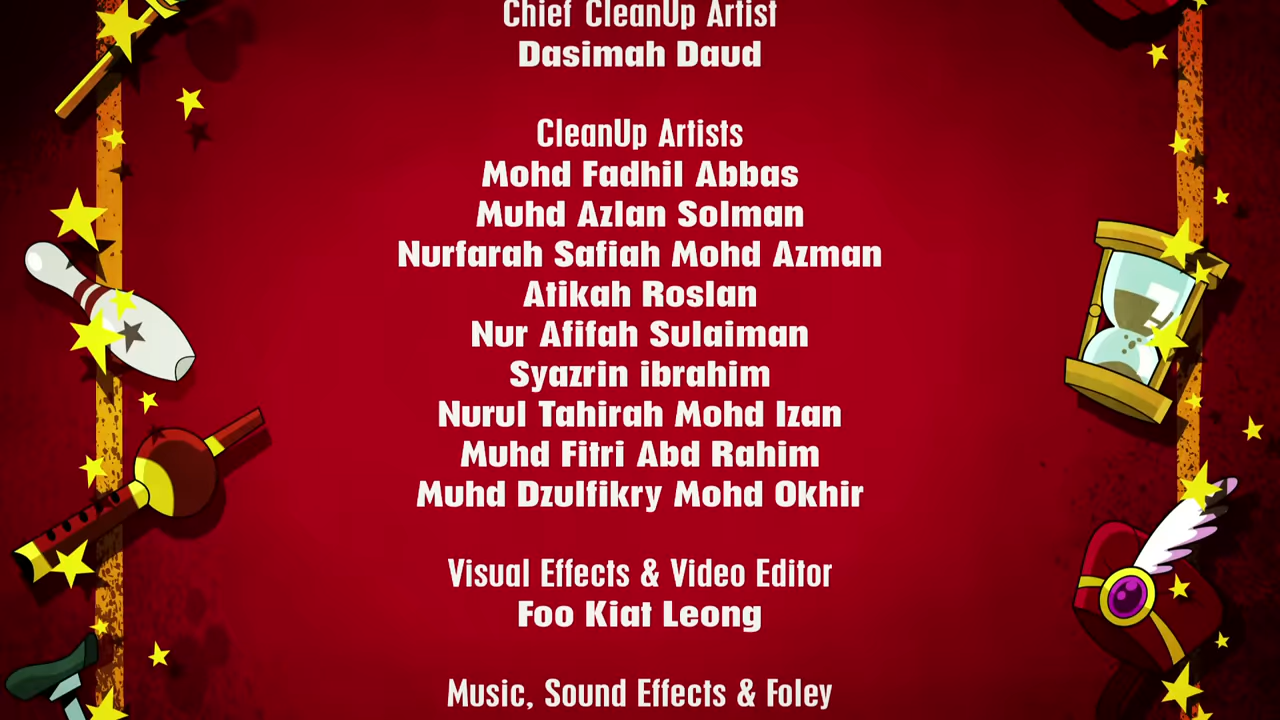 Chief CleanUp Artist
Dasimah Daud
CleanUp Artists
Mohd Fadhil Abbas
Muhd Azlan Solman
Nurfarah Safiah Mohd Azman
Atikah Roslan
Nur Afifah Sulaiman
Syazrin ibrahim
Nurul Tahirah Mohd Izan
Muhd Fitri Abd Rahim
Muhd Dzulfikry Mohd Okhir
Visual Effects & Video Editor
Foo Kiat Leong
Music, Sound Effects & Foley